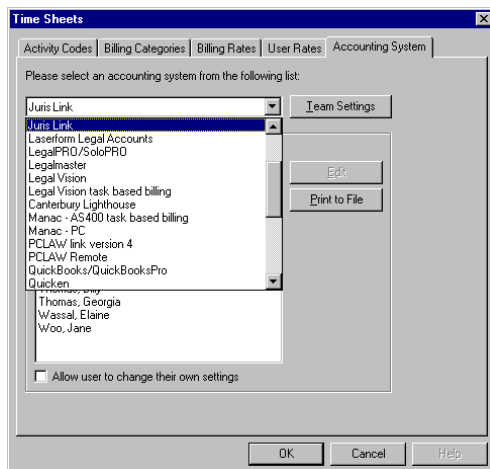 Time Sheets
Activity Codes Billing Categories Billing Rates User Rates Accounting System
Please select an accounting system from the following list:
Juris Link Team Settings
Juris Link
Laserform Legal Accounts
LegalPRO/SoloPRO
Legalmaster
Legal Vision Edit
Legal Vision task based billing
Canterbury Lighthouse Print to File
Manac - AS400 task based billing
Manac - PC
PCLAW link version 4
PCLAW Remote
QuickBooks/QuickBooksPro
Quicken
Thomas, Georgia
Wassal, Elaine
Woo, Jane
Allow user to change their own settings
OK Cancel Help